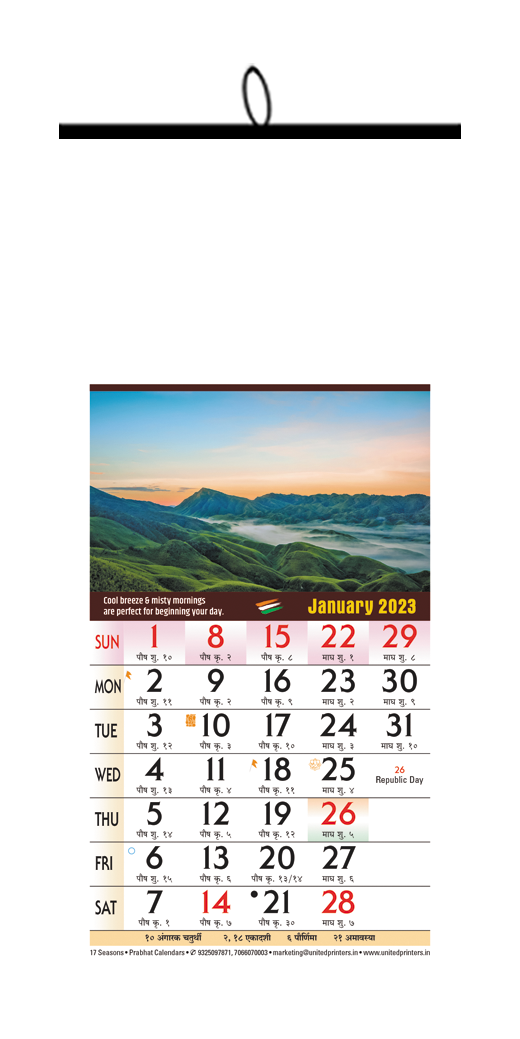 Cool breeze & misty mornings
are perfect for beginning your day.
January 2023
SUN 1 8 15 22 29
पौष शु. १० पौष कृ. २ पौष कृ. ८ माघ शु. १ माघ शु. ८
MON 2 9 16 23 30
पौष शु. ११ पौष कृ. २ पौष कृ. ९ माघ शु. २ माघ शु. ९
TUE 3 10 17 24 31
पौष शु. १२ पौष कृ. ३ पौष कृ. १० माघ शु. ३ माघ शु. १०
WED 4 11 18 25 26
Republic Day
पौष शु. १३ पौष कृ. ४ पौष कृ. ११ माघ शु. ४
THU 5 12 19 26
पौष शु. १४ पौष कृ. ५ पौष कृ. १२ माघ शु. ५
FRI 6 13 20 27
पौष शु. १५ पौष कृ. ६ पौष कृ. १३/१४ माघ शु. ६
SAT 7 14 21 28
पौष कृ. १ पौष कृ. ७ पौष कृ. ३० माघ शु. ७
१० अंगारक चतुर्थी २, १८ एकादशी ६ पौर्णिमा २१ अमावस्या
17 Seasons • Prabhat Calendars • ✆ 9325097871, 7066070003 • marketing@unitedprinters.in • www.unitedprinters.in